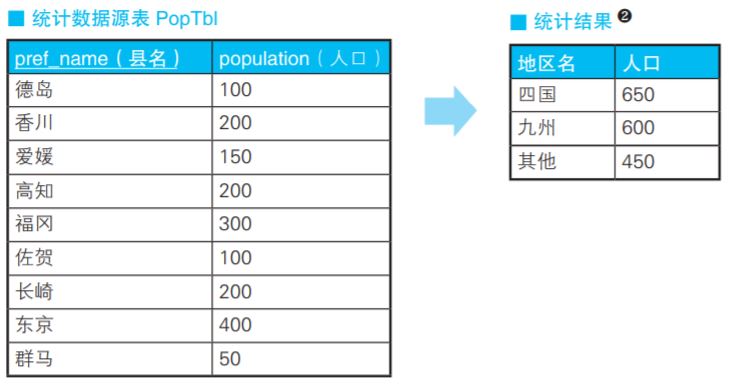 ■ 统计数据源表 PopTbl
pref_name（县名） population（人口）
德岛 100
香川 200
爱媛 150
高知 200
福冈 300
佐贺 100
长崎 200
东京 400
群马 50
■ 统计结果❷
地区名 人口
四国 650
九州 600
其他 450